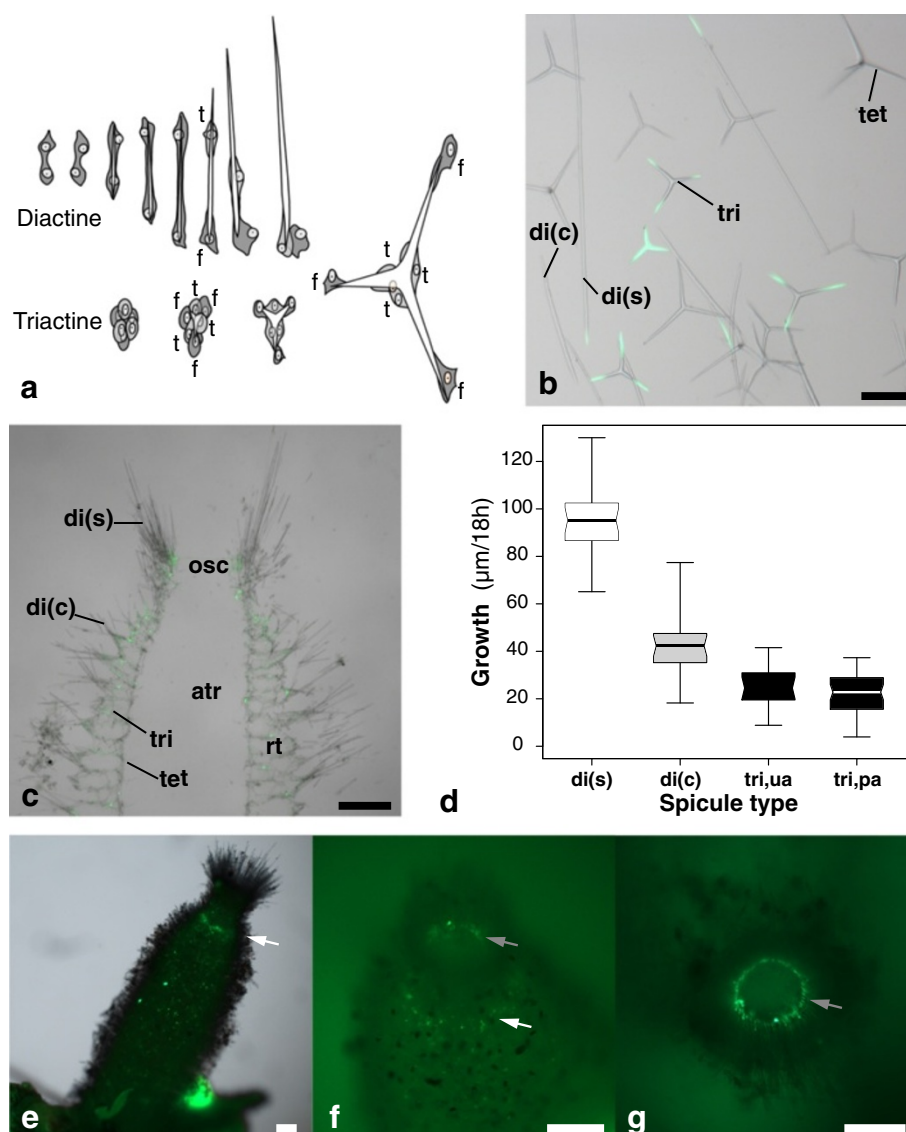 t
Diactine
f
t
f f
Triactine
t
t
f
f
t
t
t
f
f
a
tet
tri
di(c)
di(s)
b
di(s)
osc
di(c)
atr
tri
rt
tet
c
120
100
80
60
40
20
0
Growth (µm/18h)
di(s) di(c) tri,ua tri,pa
Spicule type
d
e
f
g